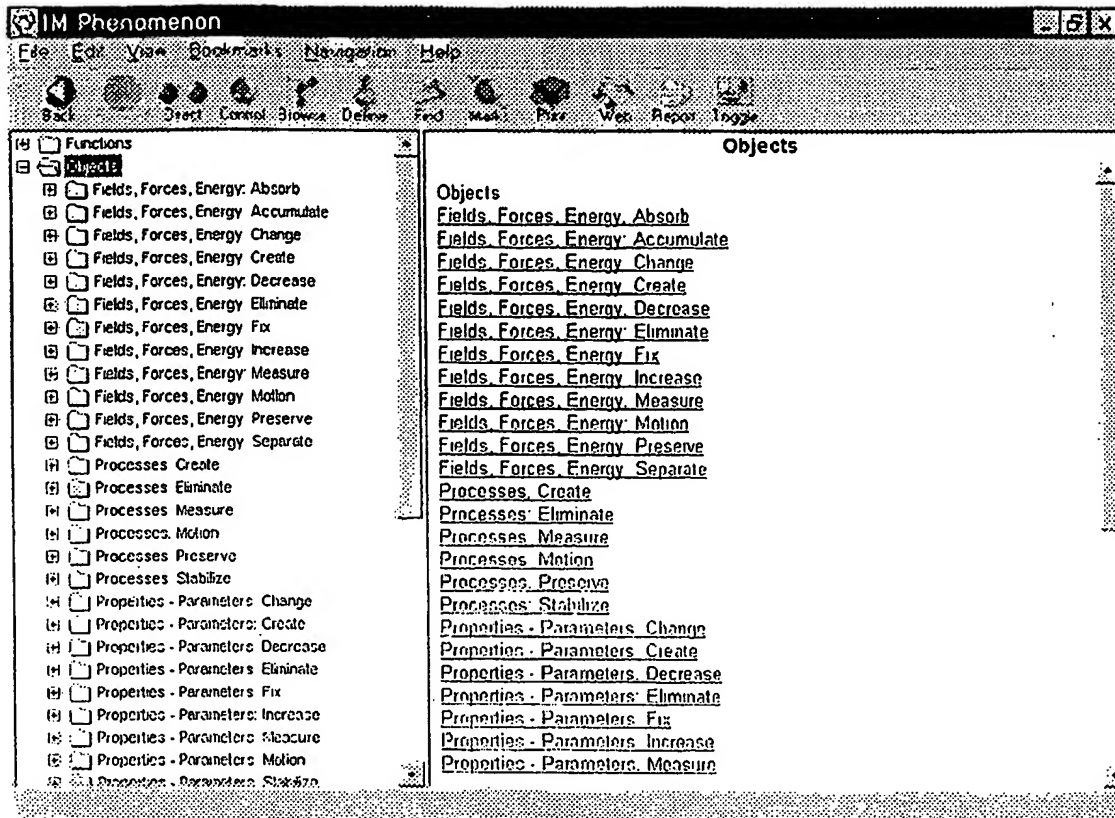 IM Phenomenon
File Edit View Bookmarks Navigation Help
Back Direct Control Browse Define Find Mark Print Web Report Toggle
Functions
Objects
Fields, Forces, Energy: Absorb
Fields, Forces, Energy Accumulate
Fields, Forces, Energy Change
Fields, Forces, Energy Create
Fields, Forces, Energy: Decrease
Fields, Forces, Energy Eliminate
Fields, Forces, Energy Fix
Fields, Forces, Energy Increase
Fields, Forces, Energy: Measure
Fields, Forces, Energy Motion
Fields, Forces, Energy Preserve
Fields, Forces, Energy Separate
Processes Create
Processes Eliminate
Processes Measure
Processes. Motion
Processes Preserve
Processes Stabilize
Properties - Parameters Change
Properties - Parameters: Create
Properties - Parameters Decrease
Properties - Parameters Eliminate
Properties - Parameters Fix
Properties - Parameters: Increase
Properties - Parameters Measure
Properties - Parameters Motion
Properties - Parameters Stabilize
Objects
Objects
Fields, Forces, Energy, Absorb
Fields, Forces, Energy: Accumulate
Fields, Forces, Energy Change
Fields, Forces, Energy Create
Fields, Forces, Energy, Decrease
Fields, Forces, Energy: Eliminate
Fields, Forces, Energy Fix
Fields, Forces, Energy Increase
Fields, Forces, Energy, Measure
Fields, Forces, Energy: Motion
Fields, Forces, Energy Preserve
Fields, Forces, Energy Separate
Processes, Create
Processes: Eliminate
Processes, Measure
Processes Motion
Processes, Preserve
Processes: Stabilize
Properties - Parameters Change
Properties - Parameters Create
Properties - Parameters, Decrease
Properties - Parameters: Eliminate
Properties - Parameters Fix
Properties - Parameters Increase
Properties - Parameters, Measure